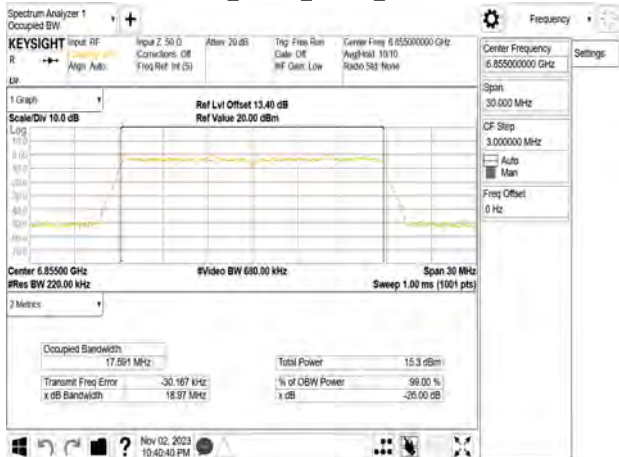 Spectrum Analyzer 1
Occupied BW
+
Frequency
KEYSIGHT
R
Input: RF
Align: Auto
Input Z: 50 Ω
Corrections: Off
Freq Ref: Int (S)
Atten: 20 dB
Trig: Free Run
Gate: Off
#IF Gain: Low
Center Freq: 6.855000000 GHz
Avg|Hold: 10/10
Radio Std: None
Center Frequency
6.855000000 GHz
Settings
Span
30.000 MHz
CF Step
3.000000 MHz
Auto
Man
Freq Offset
0 Hz
1 Graph
Scale/Div 10.0 dB
Ref Lvl Offset 13.40 dB
Ref Value 20.00 dBm
Log
10.0
0.00
Center 6.85500 GHz
#Res BW 220.00 kHz
#Video BW 680.00 kHz
Span 30 MHz
Sweep 1.00 ms (1001 pts)
2 Metrics
Occupied Bandwidth
17.591 MHz
Total Power
15.3 dBm
Transmit Freq Error
-30.167 kHz
% of OBW Power
99.00 %
x dB Bandwidth
18.97 MHz
x dB
-26.00 dB
?
Nov 02, 2023
10:40:40 PM